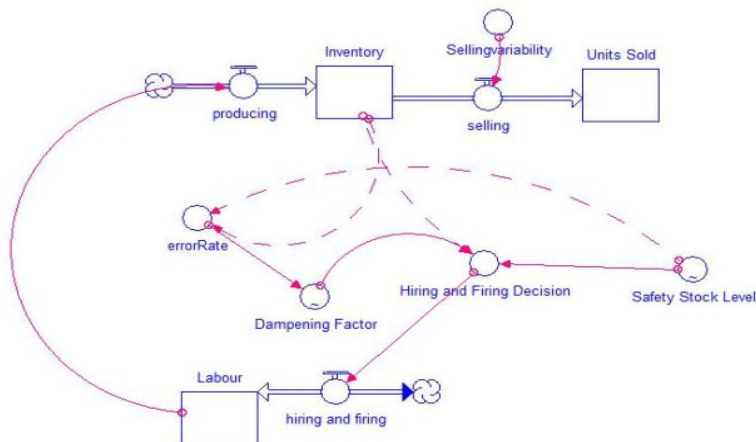 Inventory
Sellingvariability
Units Sold
producing
selling
errorRate
Hiring and Firing Decision
Safety Stock Level
~
~
Dampening Factor
Labour
hiring and firing